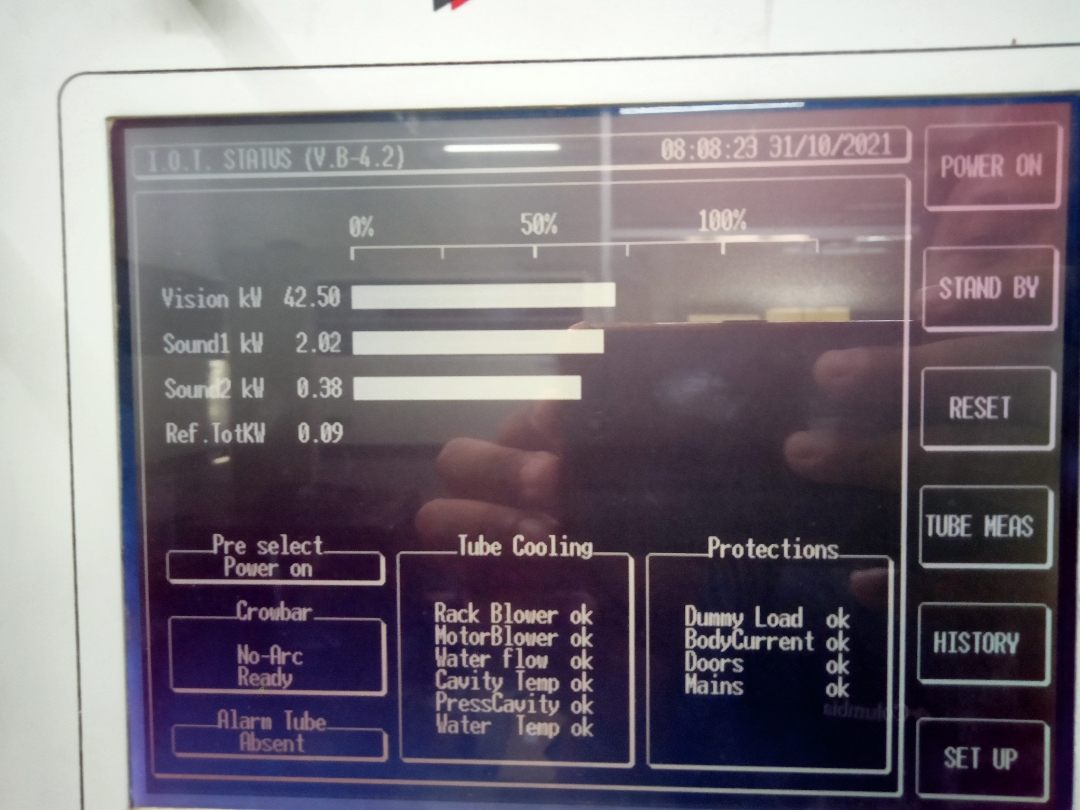 I.O.T. STATUS (V.B-4.2) 08:08:23 31/10/2021
0% 50% 100%
Vision kW 42.50
Sound1 kW 2.02
Sound2 kW 0.38
Ref.TotKW 0.09
Pre select
Power on
Crowbar
No-Arc
Ready
Alarm Tube
Absent
Tube Cooling
Rack Blower ok
MotorBlower ok
Water flow ok
Cavity Temp ok
PressCavity ok
Water Temp ok
Protections
Dummy Load ok
BodyCurrent ok
Doors ok
Mains ok
POWER ON
STAND BY
RESET
TUBE MEAS
HISTORY
SET UP
Columbia